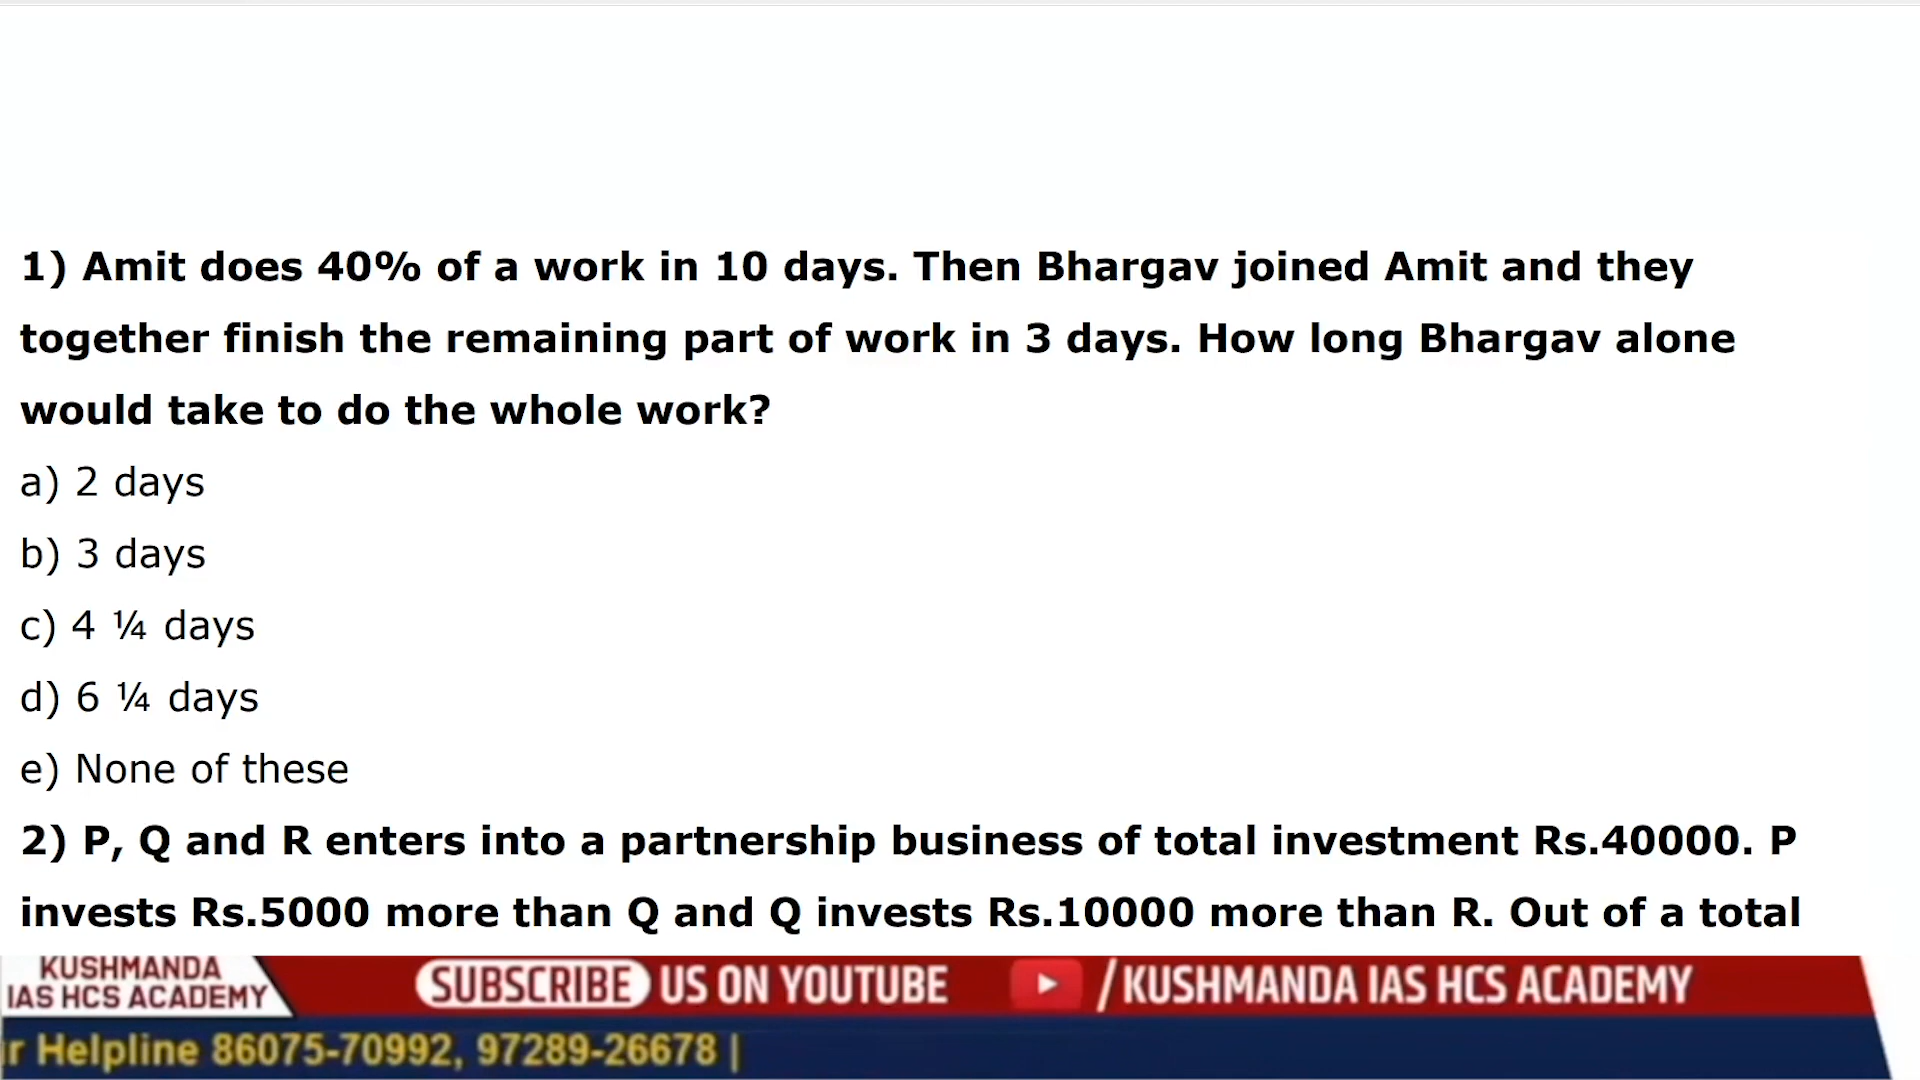 1) Amit does 40% of a work in 10 days. Then Bhargav joined Amit and they
together finish the remaining part of work in 3 days. How long Bhargav alone
would take to do the whole work?
a) 2 days
b) 3 days
c) 4 ¼ days
d) 6 ¼ days
e) None of these
2) P, Q and R enters into a partnership business of total investment Rs.40000. P
invests Rs.5000 more than Q and Q invests Rs.10000 more than R. Out of a total
KUSHMANDA
IAS HCS ACADEMY
SUBSCRIBE US ON YOUTUBE /KUSHMANDA IAS HCS ACADEMY
r Helpline 86075-70992, 97289-26678 |